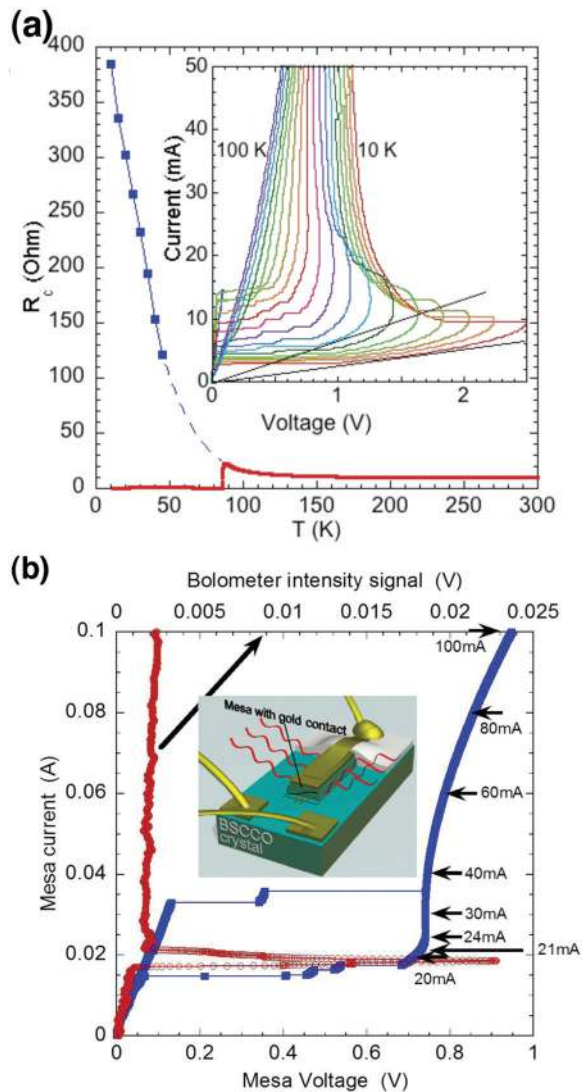 (a)
400
350
300
250
200
150
100
50
0
R_c (Ohm)
0 50 100 150 200 250 300
T (K)
50
40
30
20
10
0
Current (mA)
100 K
10 K
0 1 2
Voltage (V)
(b)
Bolometer intensity signal (V)
0 0.005 0.01 0.015 0.02 0.025
0.1
0.08
0.06
0.04
0.02
0
Mesa current (A)
100mA
80mA
60mA
40mA
30mA
24mA
21mA
20mA
Mesa with gold contact
BSCCO
crystal
0 0.2 0.4 0.6 0.8 1
Mesa Voltage (V)